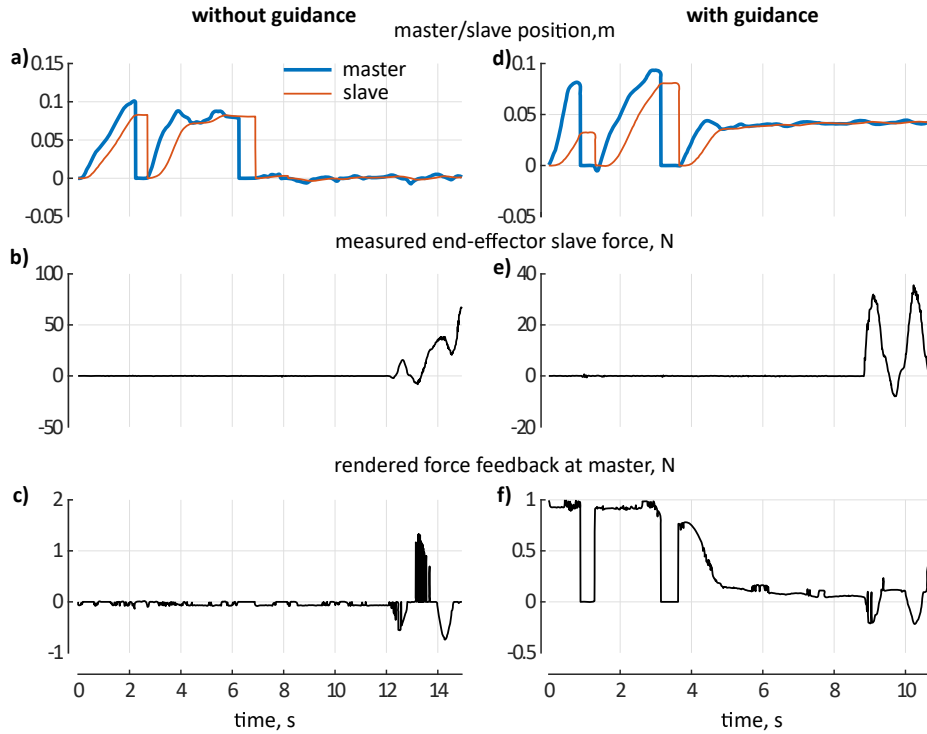 without guidance
with guidance
master/slave position,m
a)
d)
0.15
0.1
0.05
0
-0.05
master
slave
0.1
0.05
0
-0.05
measured end-effector slave force, N
b)
e)
100
50
0
-50
40
20
0
-20
rendered force feedback at master, N
c)
f)
2
1
0
-1
1
0.5
0
-0.5
0 2 4 6 8 10 12 14
0 2 4 6 8 10
time, s
time, s